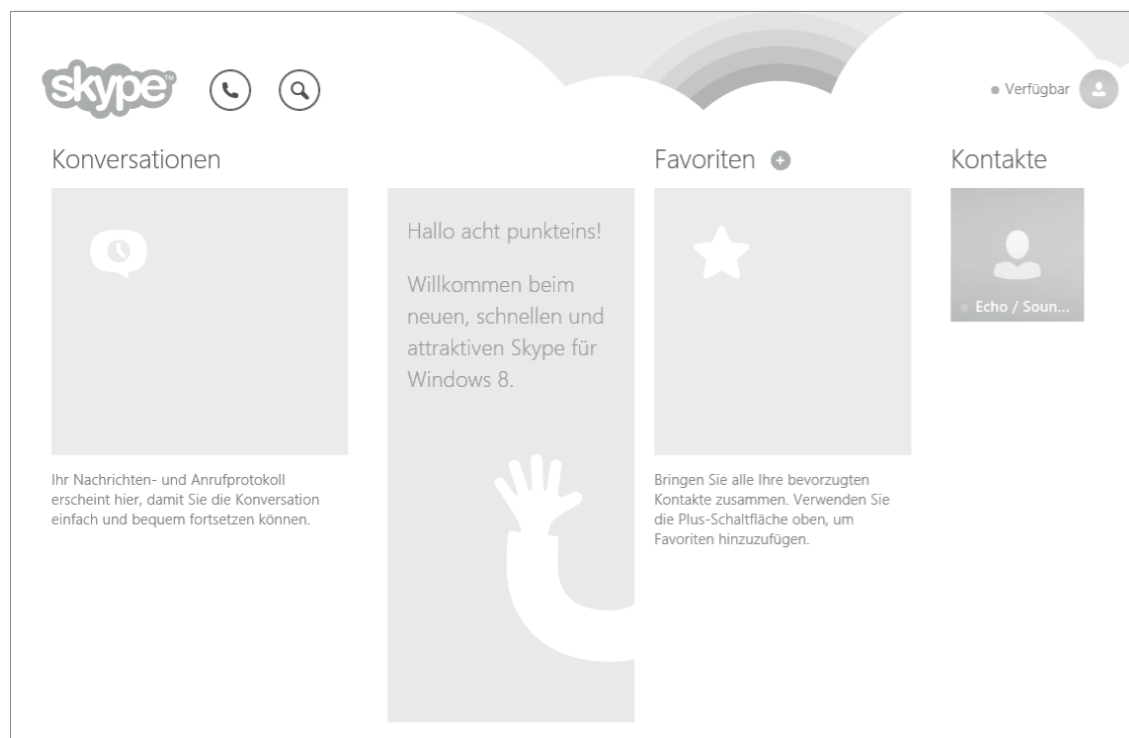 skype™
Verfügbar
Konversationen
Favoriten
Kontakte
Hallo acht punkteins!
Willkommen beim
neuen, schnellen und
attraktiven Skype für
Windows 8.
Echo / Soun...
Ihr Nachrichten- und Anrufprotokoll
erscheint hier, damit Sie die Konversation
einfach und bequem fortsetzen können.
Bringen Sie alle Ihre bevorzugten
Kontakte zusammen. Verwenden Sie
die Plus-Schaltfläche oben, um
Favoriten hinzuzufügen.